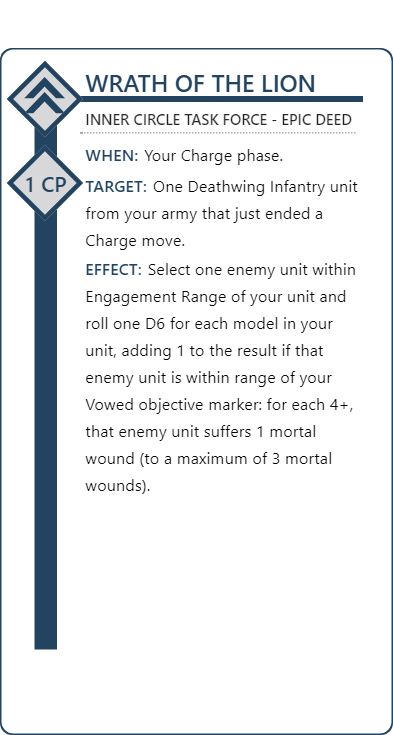 WRATH OF THE LION
INNER CIRCLE TASK FORCE - EPIC DEED
WHEN: Your Charge phase.
1 CP
TARGET: One Deathwing Infantry unit
from your army that just ended a
Charge move.
EFFECT: Select one enemy unit within
Engagement Range of your unit and
roll one D6 for each model in your
unit, adding 1 to the result if that
enemy unit is within range of your
Vowed objective marker: for each 4+,
that enemy unit suffers 1 mortal
wound (to a maximum of 3 mortal
wounds).